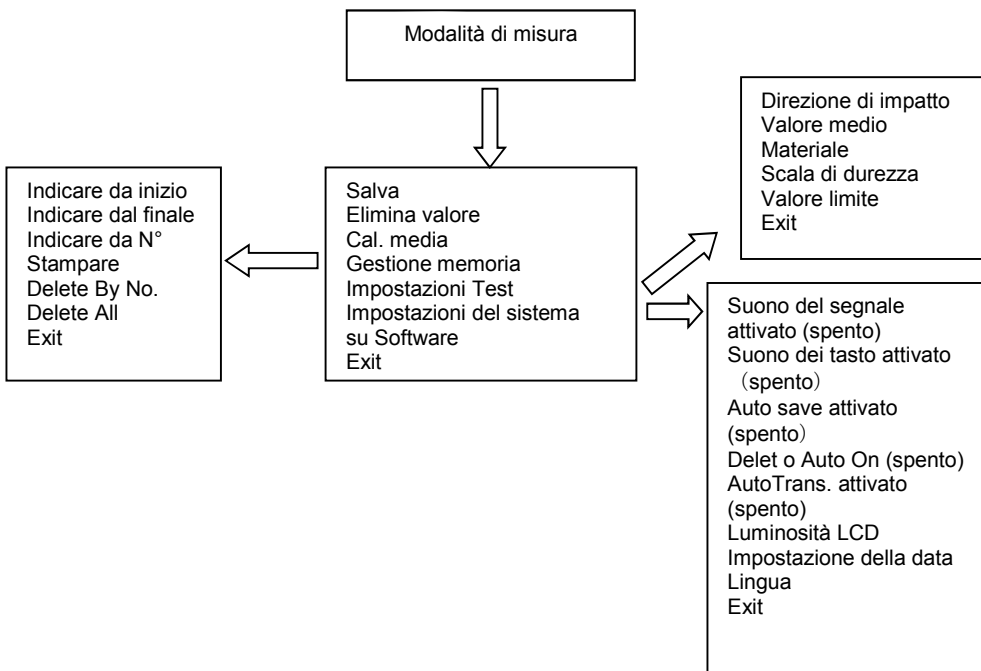 Modalità di misura
Direzione di impatto
Valore medio
Materiale
Scala di durezza
Valore limite
Exit
Indicare da inizio
Indicare dal finale
Indicare da N°
Stampare
Delete By No.
Delete All
Exit
Salva
Elimina valore
Cal. media
Gestione memoria
Impostazioni Test
Impostazioni del sistema
su Software
Exit
Suono del segnale
attivato (spento)
Suono dei tasto attivato
（spento）
Auto save attivato
(spento）
Delet o Auto On (spento)
AutoTrans. attivato
(spento)
Luminosità LCD
Impostazione della data
Lingua
Exit